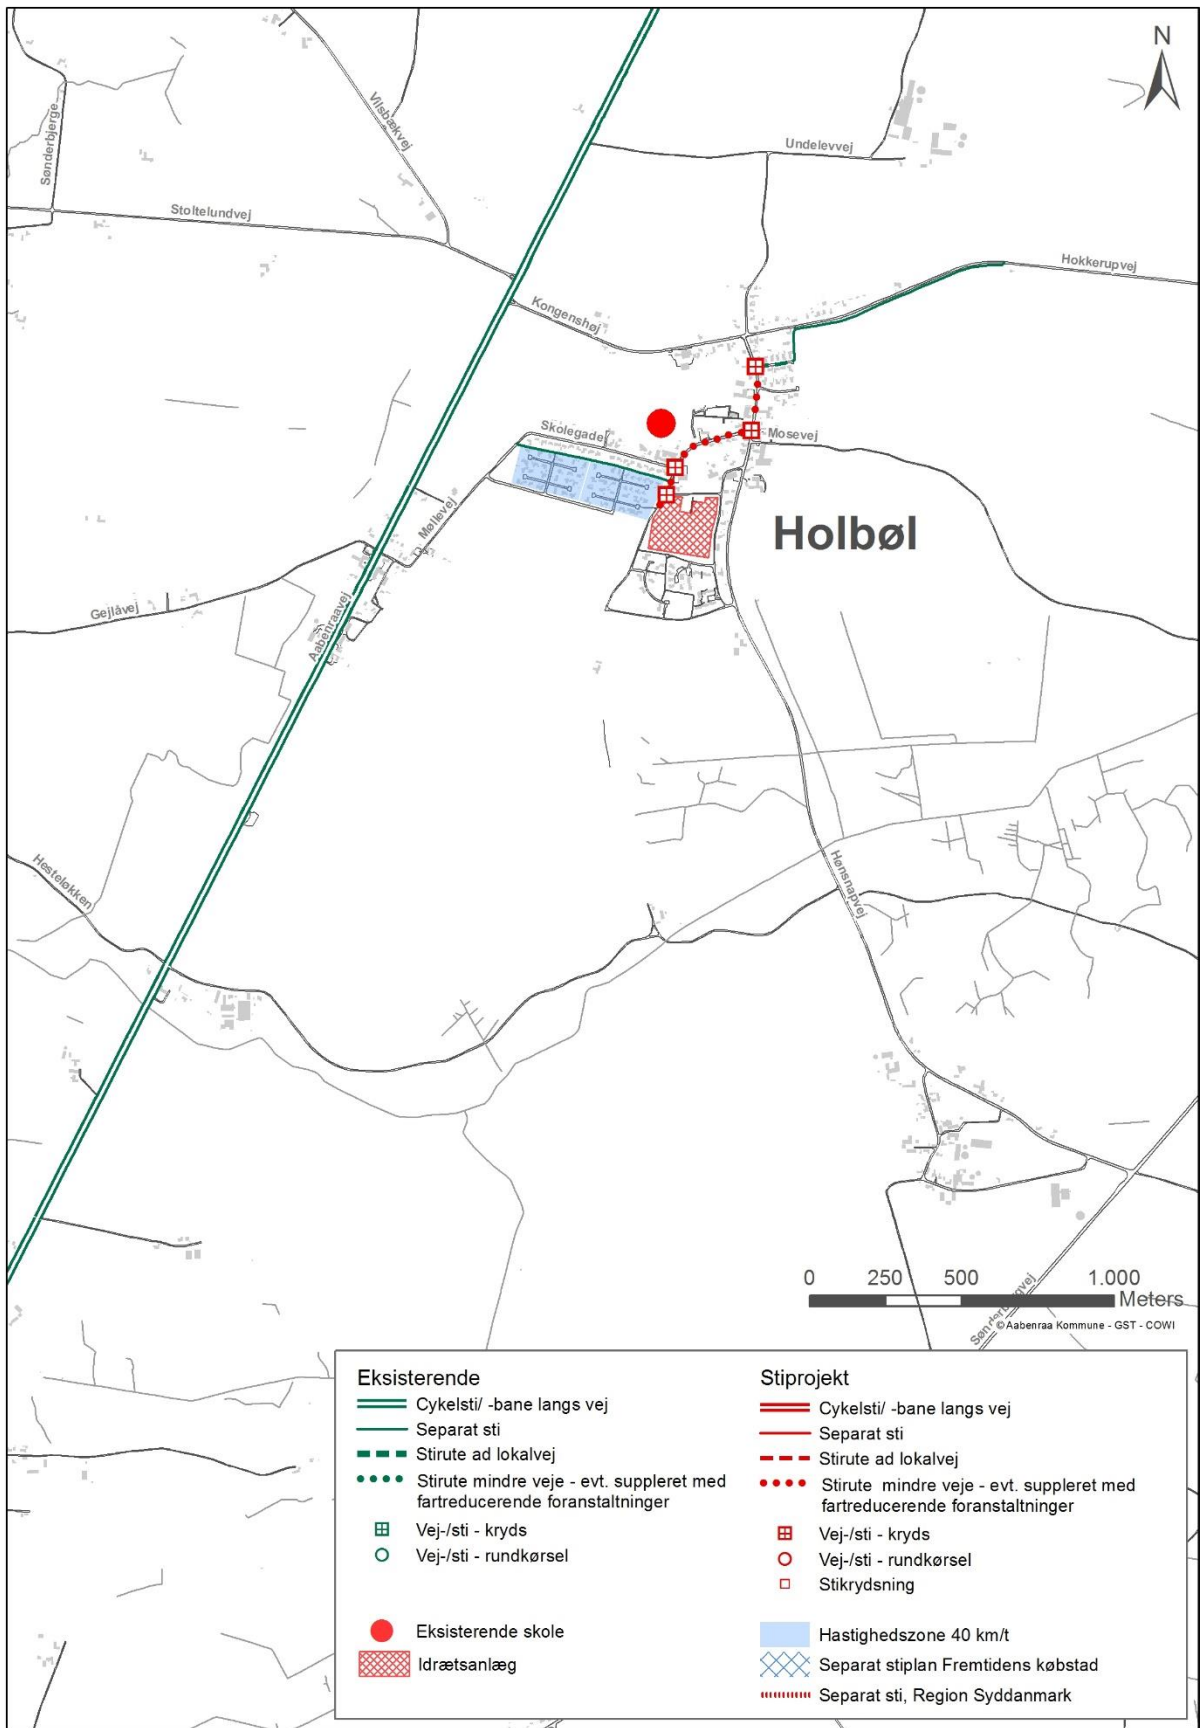 N
Sønderbjerge
Vilsbækvej
Undelevvej
Stoltelundvej
Hokkerupvej
Kongenshøj
Skolegade
Mosevej
Møllevej
Holbøl
Gejlåvej
Aabenraavej
Hesteløkken
Hønsnapvej
0 250 500 1.000
Meters
Sønderborgvej
©Aabenraa Kommune - GST - COWI
Eksisterende
Cykelsti/ -bane langs vej
Separat sti
Stirute ad lokalvej
Stirute mindre veje - evt. suppleret med
fartreducerende foranstaltninger
Vej-/sti - kryds
Vej-/sti - rundkørsel
Eksisterende skole
Idrætsanlæg
Stiprojekt
Cykelsti/ -bane langs vej
Separat sti
Stirute ad lokalvej
Stirute mindre veje - evt. suppleret med
fartreducerende foranstaltninger
Vej-/sti - kryds
Vej-/sti - rundkørsel
Stikrydsning
Hastighedszone 40 km/t
Separat stiplan Fremtidens købstad
Separat sti, Region Syddanmark